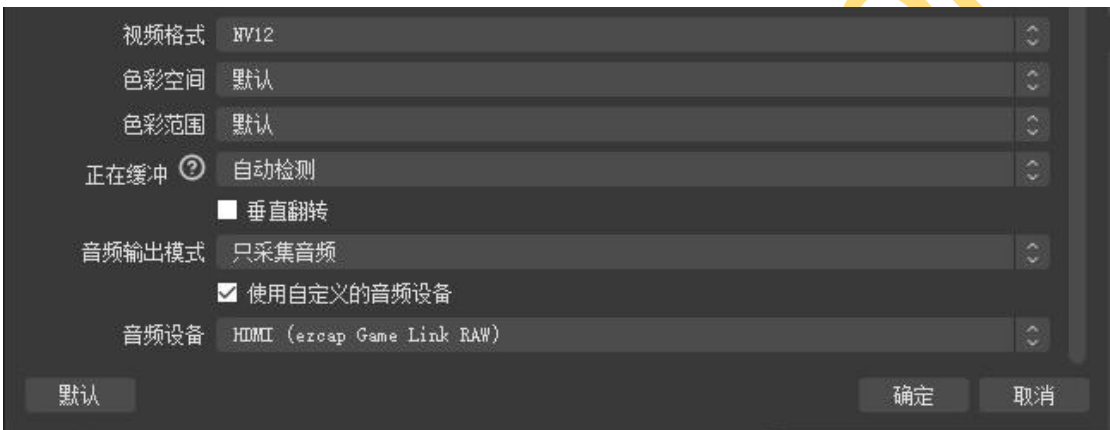 视频格式 NV12
色彩空间 默认
色彩范围 默认
正在缓冲 ? 自动检测
垂直翻转
音频输出模式 只采集音频
使用自定义的音频设备
音频设备 HDMI (ezcap Game Link RAW)
默认 确定 取消